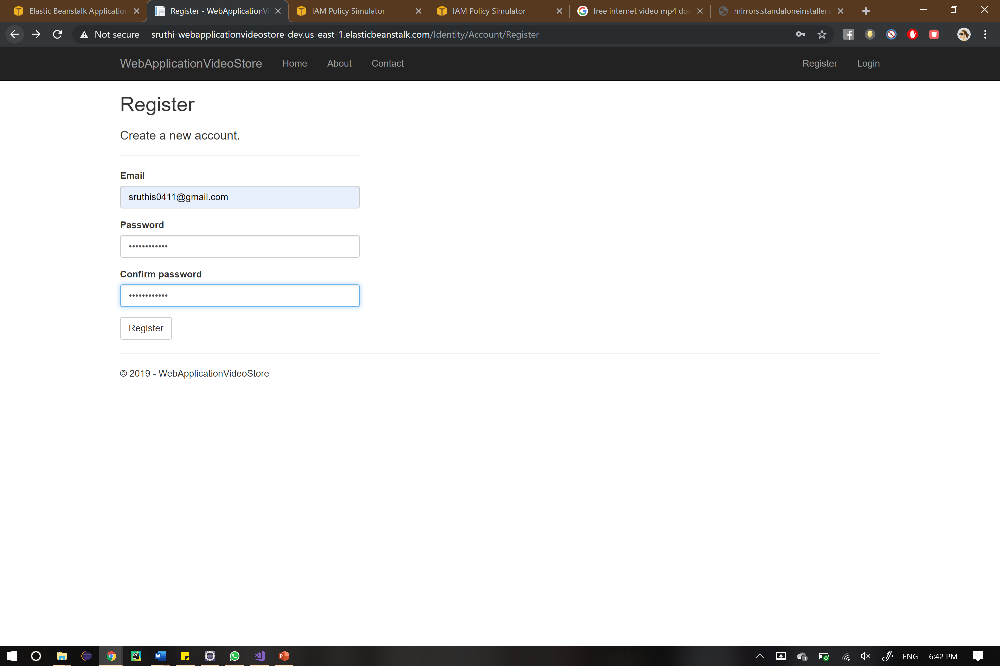 Elastic Beanstalk Application
Register - WebApplicationVi
IAM Policy Simulator
IAM Policy Simulator
free internet video mp4 dov
mirrors.standaloneinstaller.c
Not secure
sruthi-webapplicationvideostore-dev.us-east-1.elasticbeanstalk.com/Identity/Account/Register
WebApplicationVideoStore
Home
About
Contact
Register
Login
Register
Create a new account.
Email
sruthis0411@gmail.com
Password
••••••••••••
Confirm password
••••••••••••
Register
© 2019 - WebApplicationVideoStore
ENG
6:42 PM